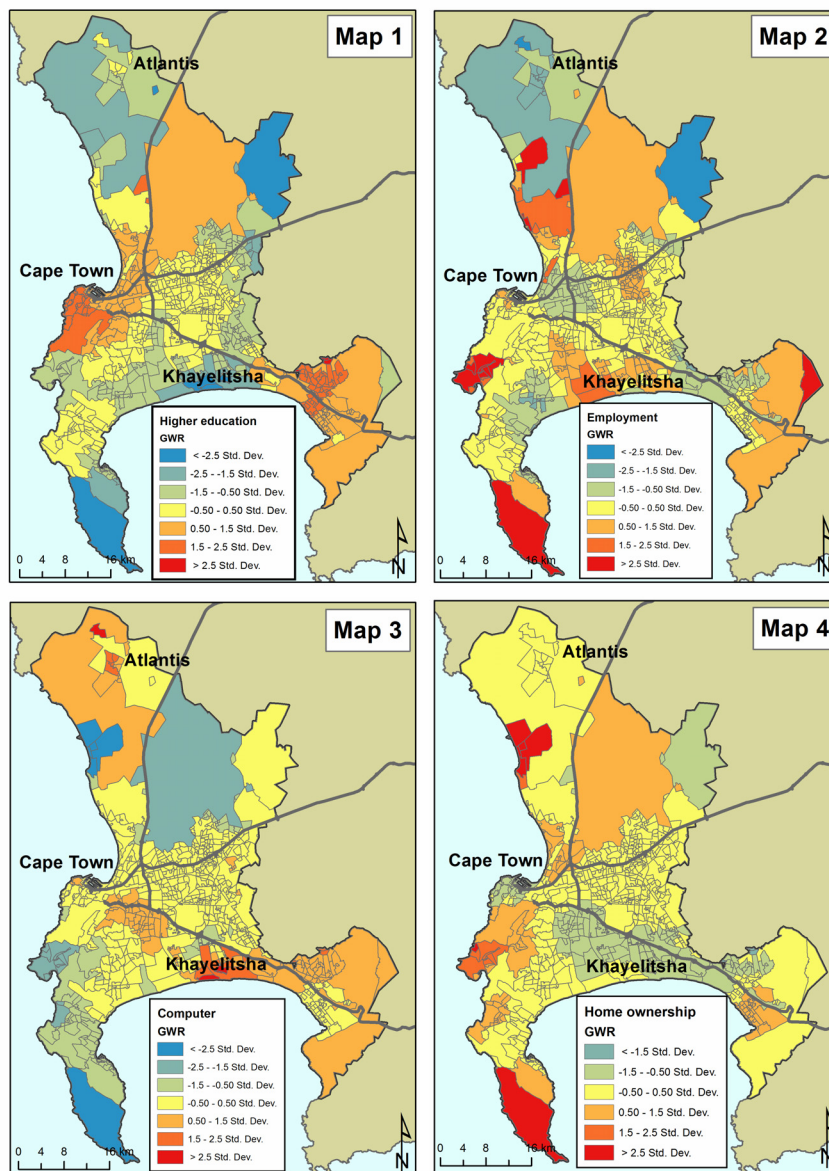 Map 1
Atlantis
Cape Town
Khayelitsha
Higher education
GWR
< -2.5 Std. Dev.
-2.5 - -1.5 Std. Dev.
-1.5 - -0.50 Std. Dev.
-0.50 - 0.50 Std. Dev.
0.50 - 1.5 Std. Dev.
1.5 - 2.5 Std. Dev.
> 2.5 Std. Dev.
0 4 8 16 km
N
Map 2
Atlantis
Cape Town
Khayelitsha
Employment
GWR
< -2.5 Std. Dev.
-2.5 - -1.5 Std. Dev.
-1.5 - -0.50 Std. Dev.
-0.50 - 0.50 Std. Dev.
0.50 - 1.5 Std. Dev.
1.5 - 2.5 Std. Dev.
> 2.5 Std. Dev.
0 4 8 16 km
N
Map 3
Atlantis
Cape Town
Khayelitsha
Computer
GWR
< -2.5 Std. Dev.
-2.5 - -1.5 Std. Dev.
-1.5 - -0.50 Std. Dev.
-0.50 - 0.50 Std. Dev.
0.50 - 1.5 Std. Dev.
1.5 - 2.5 Std. Dev.
> 2.5 Std. Dev.
0 4 8 16 km
N
Map 4
Atlantis
Cape Town
Khayelitsha
Home ownership
GWR
< -1.5 Std. Dev.
-1.5 - -0.50 Std. Dev.
-0.50 - 0.50 Std. Dev.
0.50 - 1.5 Std. Dev.
1.5 - 2.5 Std. Dev.
> 2.5 Std. Dev.
0 4 8 16 km
N